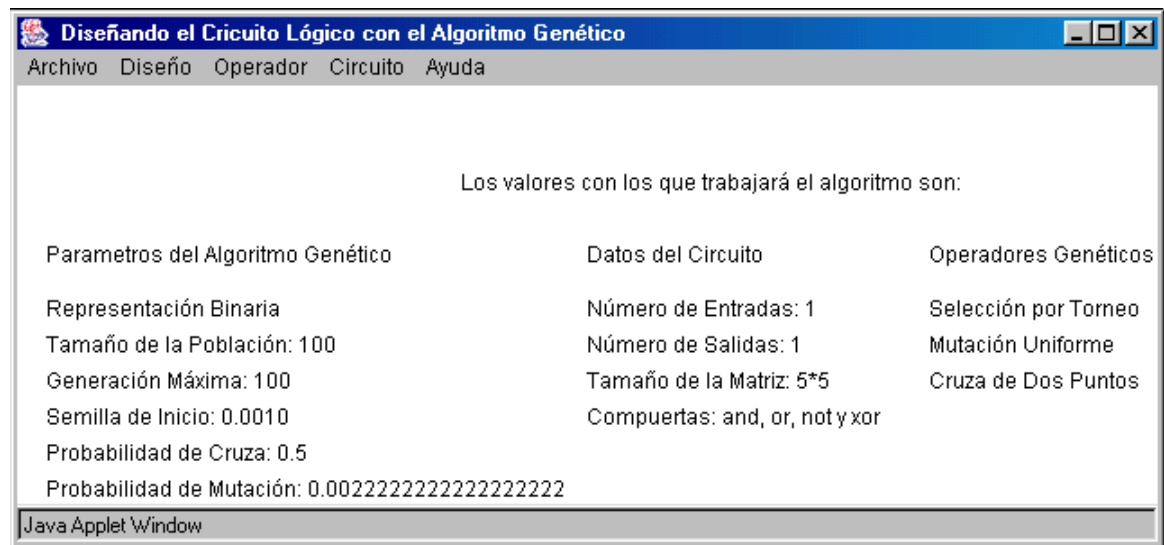 Diseñando el Cricuito Lógico con el Algoritmo Genético
Archivo Diseño Operador Circuito Ayuda
Los valores con los que trabajará el algoritmo son:
Parametros del Algoritmo Genético
Representación Binaria
Tamaño de la Población: 100
Generación Máxima: 100
Semilla de Inicio: 0.0010
Probabilidad de Cruza: 0.5
Probabilidad de Mutación: 0.0022222222222222222
Datos del Circuito
Número de Entradas: 1
Número de Salidas: 1
Tamaño de la Matriz: 5*5
Compuertas: and, or, not y xor
Operadores Genéticos
Selección por Torneo
Mutación Uniforme
Cruza de Dos Puntos
Java Applet Window